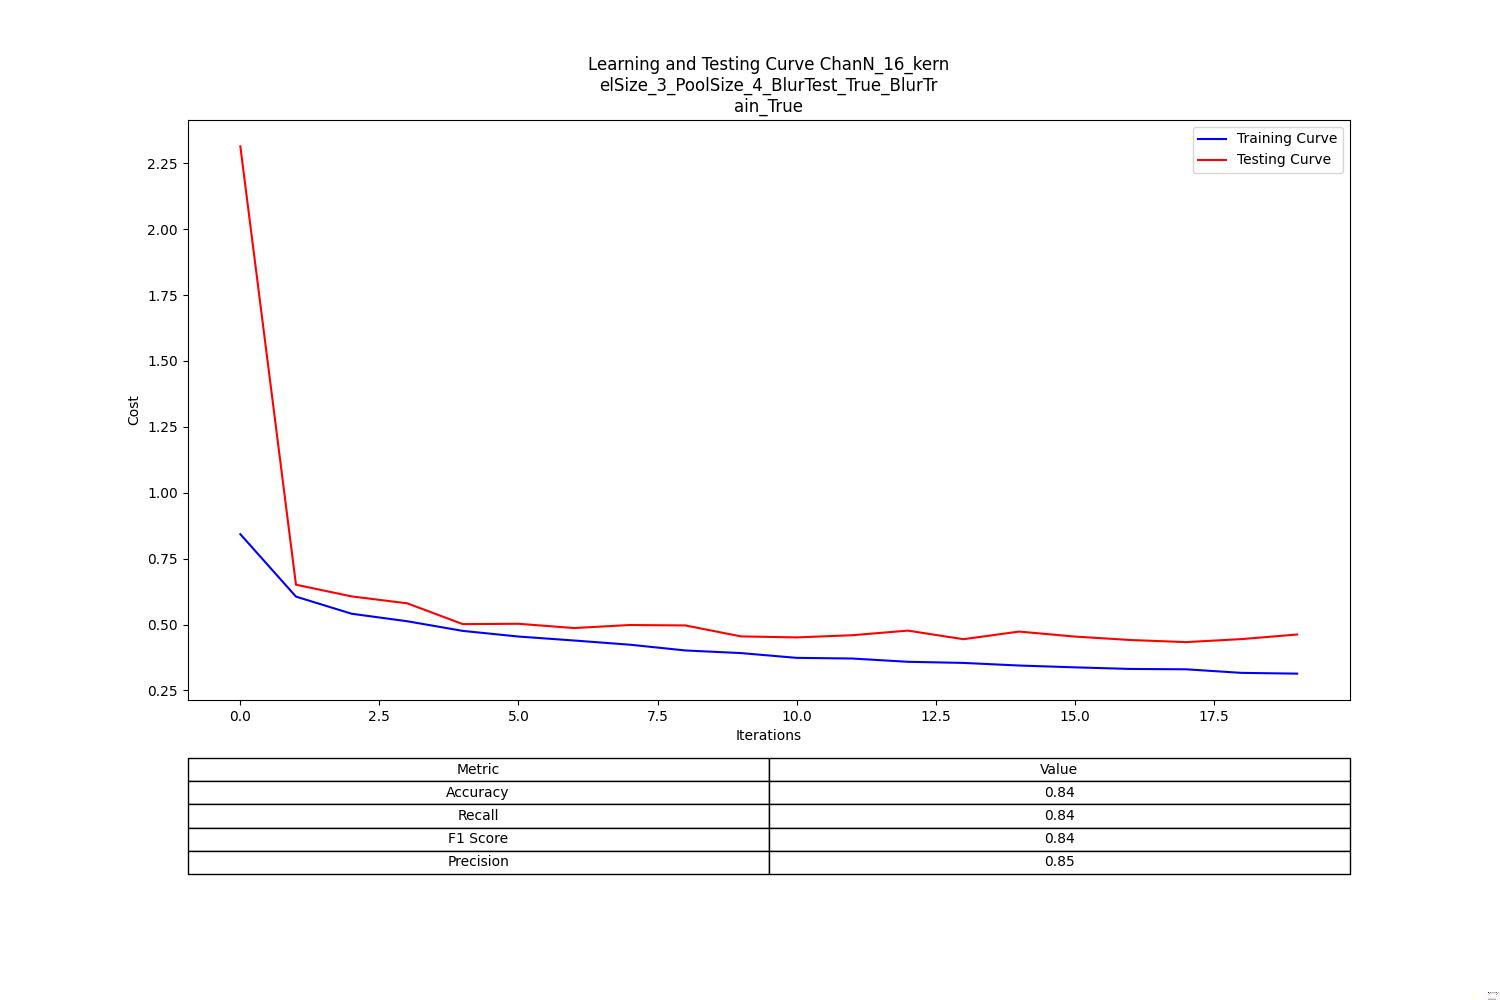 Learning and Testing Curve ChanN_16_kern
elSize_3_PoolSize_4_BlurTest_True_BlurTr
ain_True
Training Curve
Testing Curve
2.25
2.00
1.75
1.50
1.25
1.00
0.75
0.50
0.25
Cost
0.0 2.5 5.0 7.5 10.0 12.5 15.0 17.5
Iterations
Metric Value
Accuracy 0.84
Recall 0.84
F1 Score 0.84
Precision 0.85